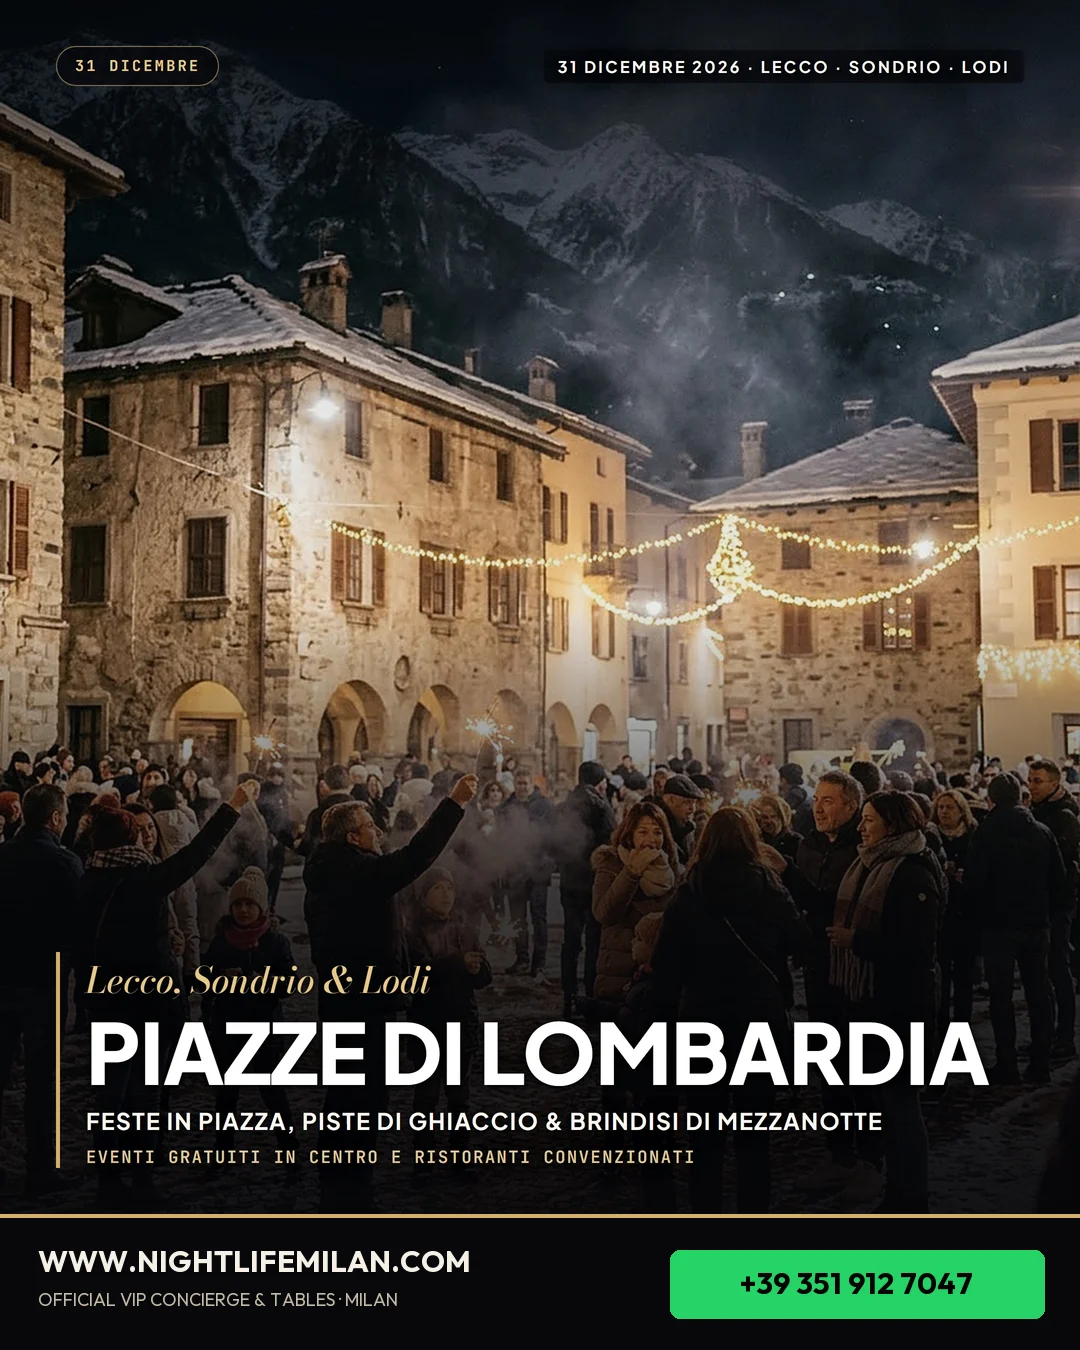 31 DICEMBRE
31 DICEMBRE 2026 · LECCO · SONDRIO · LODI
Lecco, Sondrio & Lodi
PIAZZE DI LOMBARDIA
FESTE IN PIAZZA, PISTE DI GHIACCIO & BRINDISI DI MEZZANOTTE
EVENTI GRATUITI IN CENTRO E RISTORANTI CONVENZIONATI
WWW.NIGHTLIFEMILAN.COM
+39 351 912 7047
OFFICIAL VIP CONCIERGE & TABLES · MILAN